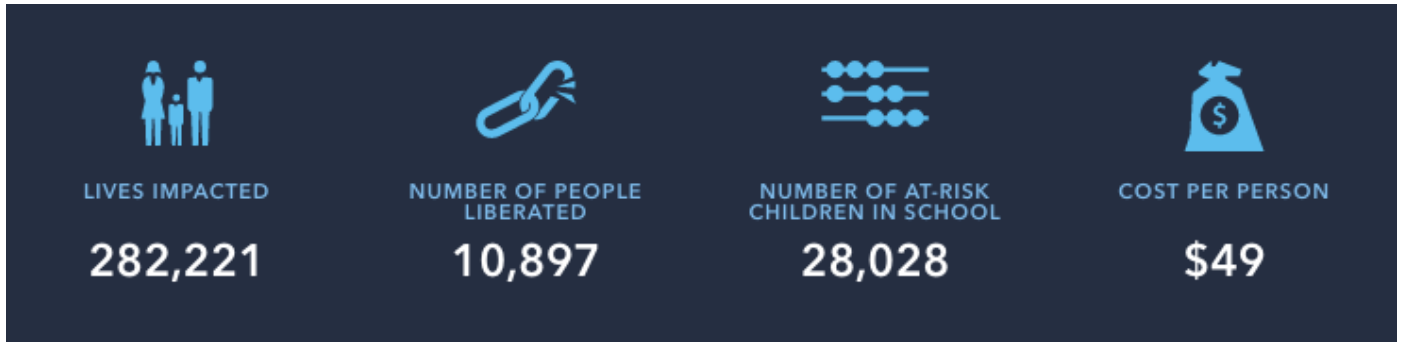 LIVES IMPACTED
282,221
NUMBER OF PEOPLE
LIBERATED
10,897
NUMBER OF AT-RISK
CHILDREN IN SCHOOL
28,028
$
COST PER PERSON
$49